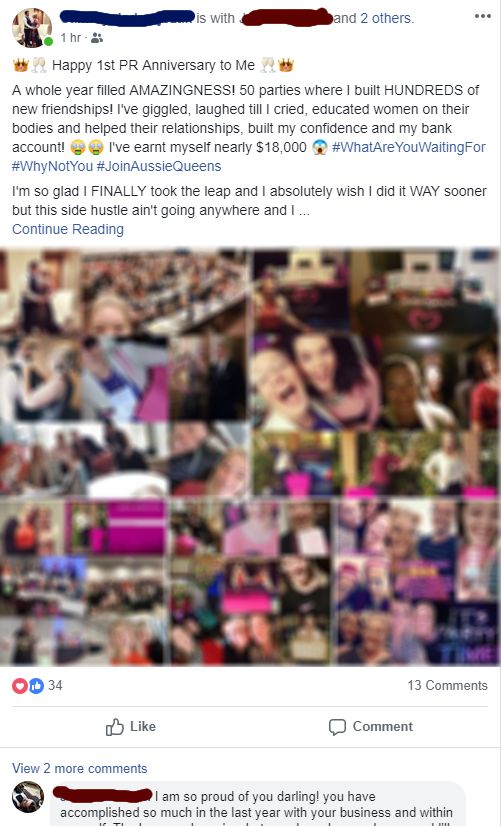 is with
and 2 others.
1 hr ·
Happy 1st PR Anniversary to Me
A whole year filled AMAZINGNESS! 50 parties where I built HUNDREDS of
new friendships! I've giggled, laughed till I cried, educated women on their
bodies and helped their relationships, built my confidence and my bank
account! 🤑🤑 I've earnt myself nearly $18,000 😱 #WhatAreYouWaitingFor
#WhyNotYou #JoinAussieQueens
I'm so glad I FINALLY took the leap and I absolutely wish I did it WAY sooner
but this side hustle ain't going anywhere and I ...
Continue Reading
34
13 Comments
Like
Comment
View 2 more comments
I am so proud of you darling! you have
accomplished so much in the last year with your business and within